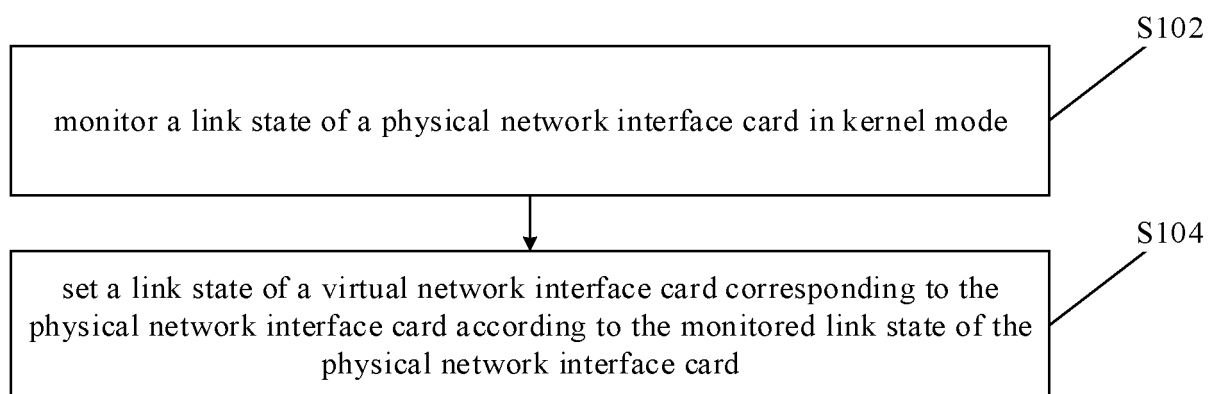 S102
monitor a link state of a physical network interface card in kernel mode
S104
set a link state of a virtual network interface card corresponding to the
physical network interface card according to the monitored link state of the
physical network interface card